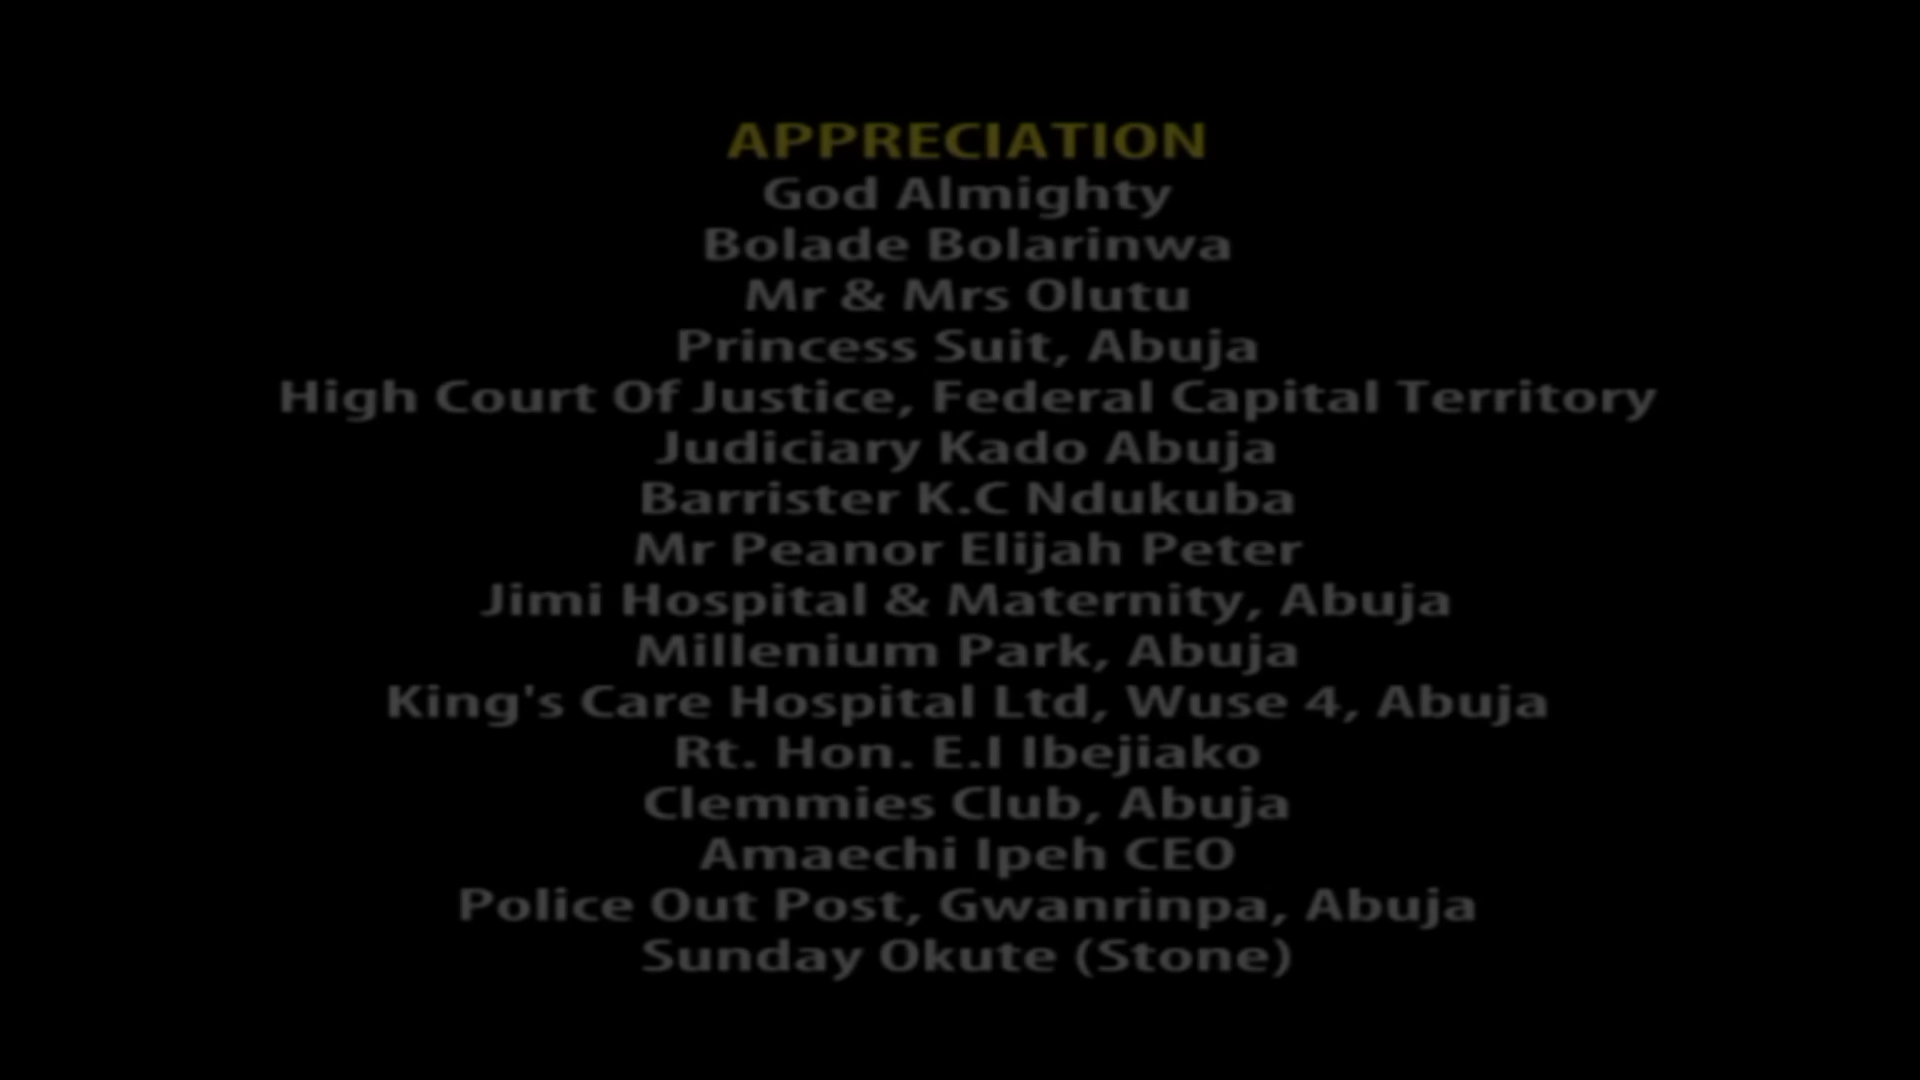 APPRECIATION
God Almighty
Bolade Bolarinwa
Mr & Mrs Olutu
Princess Suit, Abuja
High Court Of Justice, Federal Capital Territory
Judiciary Kado Abuja
Barrister K.C Ndukuba
Mr Peanor Elijah Peter
Jimi Hospital & Maternity, Abuja
Millenium Park, Abuja
King's Care Hospital Ltd, Wuse 4, Abuja
Rt. Hon. E.I Ibejiako
Clemmies Club, Abuja
Amaechi Ipeh CEO
Police Out Post, Gwanrinpa, Abuja
Sunday Okute (Stone)